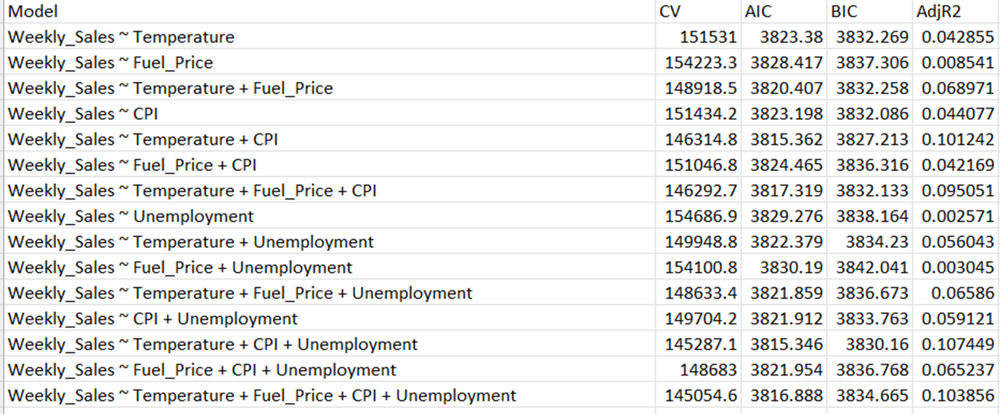 Model CV AIC BIC AdjR2
Weekly_Sales ~ Temperature 151531 3823.38 3832.269 0.042855
Weekly_Sales ~ Fuel_Price 154223.3 3828.417 3837.306 0.008541
Weekly_Sales ~ Temperature + Fuel_Price 148918.5 3820.407 3832.258 0.068971
Weekly_Sales ~ CPI 151434.2 3823.198 3832.086 0.044077
Weekly_Sales ~ Temperature + CPI 146314.8 3815.362 3827.213 0.101242
Weekly_Sales ~ Fuel_Price + CPI 151046.8 3824.465 3836.316 0.042169
Weekly_Sales ~ Temperature + Fuel_Price + CPI 146292.7 3817.319 3832.133 0.095051
Weekly_Sales ~ Unemployment 154686.9 3829.276 3838.164 0.002571
Weekly_Sales ~ Temperature + Unemployment 149948.8 3822.379 3834.23 0.056043
Weekly_Sales ~ Fuel_Price + Unemployment 154100.8 3830.19 3842.041 0.003045
Weekly_Sales ~ Temperature + Fuel_Price + Unemployment 148633.4 3821.859 3836.673 0.06586
Weekly_Sales ~ CPI + Unemployment 149704.2 3821.912 3833.763 0.059121
Weekly_Sales ~ Temperature + CPI + Unemployment 145287.1 3815.346 3830.16 0.107449
Weekly_Sales ~ Fuel_Price + CPI + Unemployment 148683 3821.954 3836.768 0.065237
Weekly_Sales ~ Temperature + Fuel_Price + CPI + Unemployment 145054.6 3816.888 3834.665 0.103856